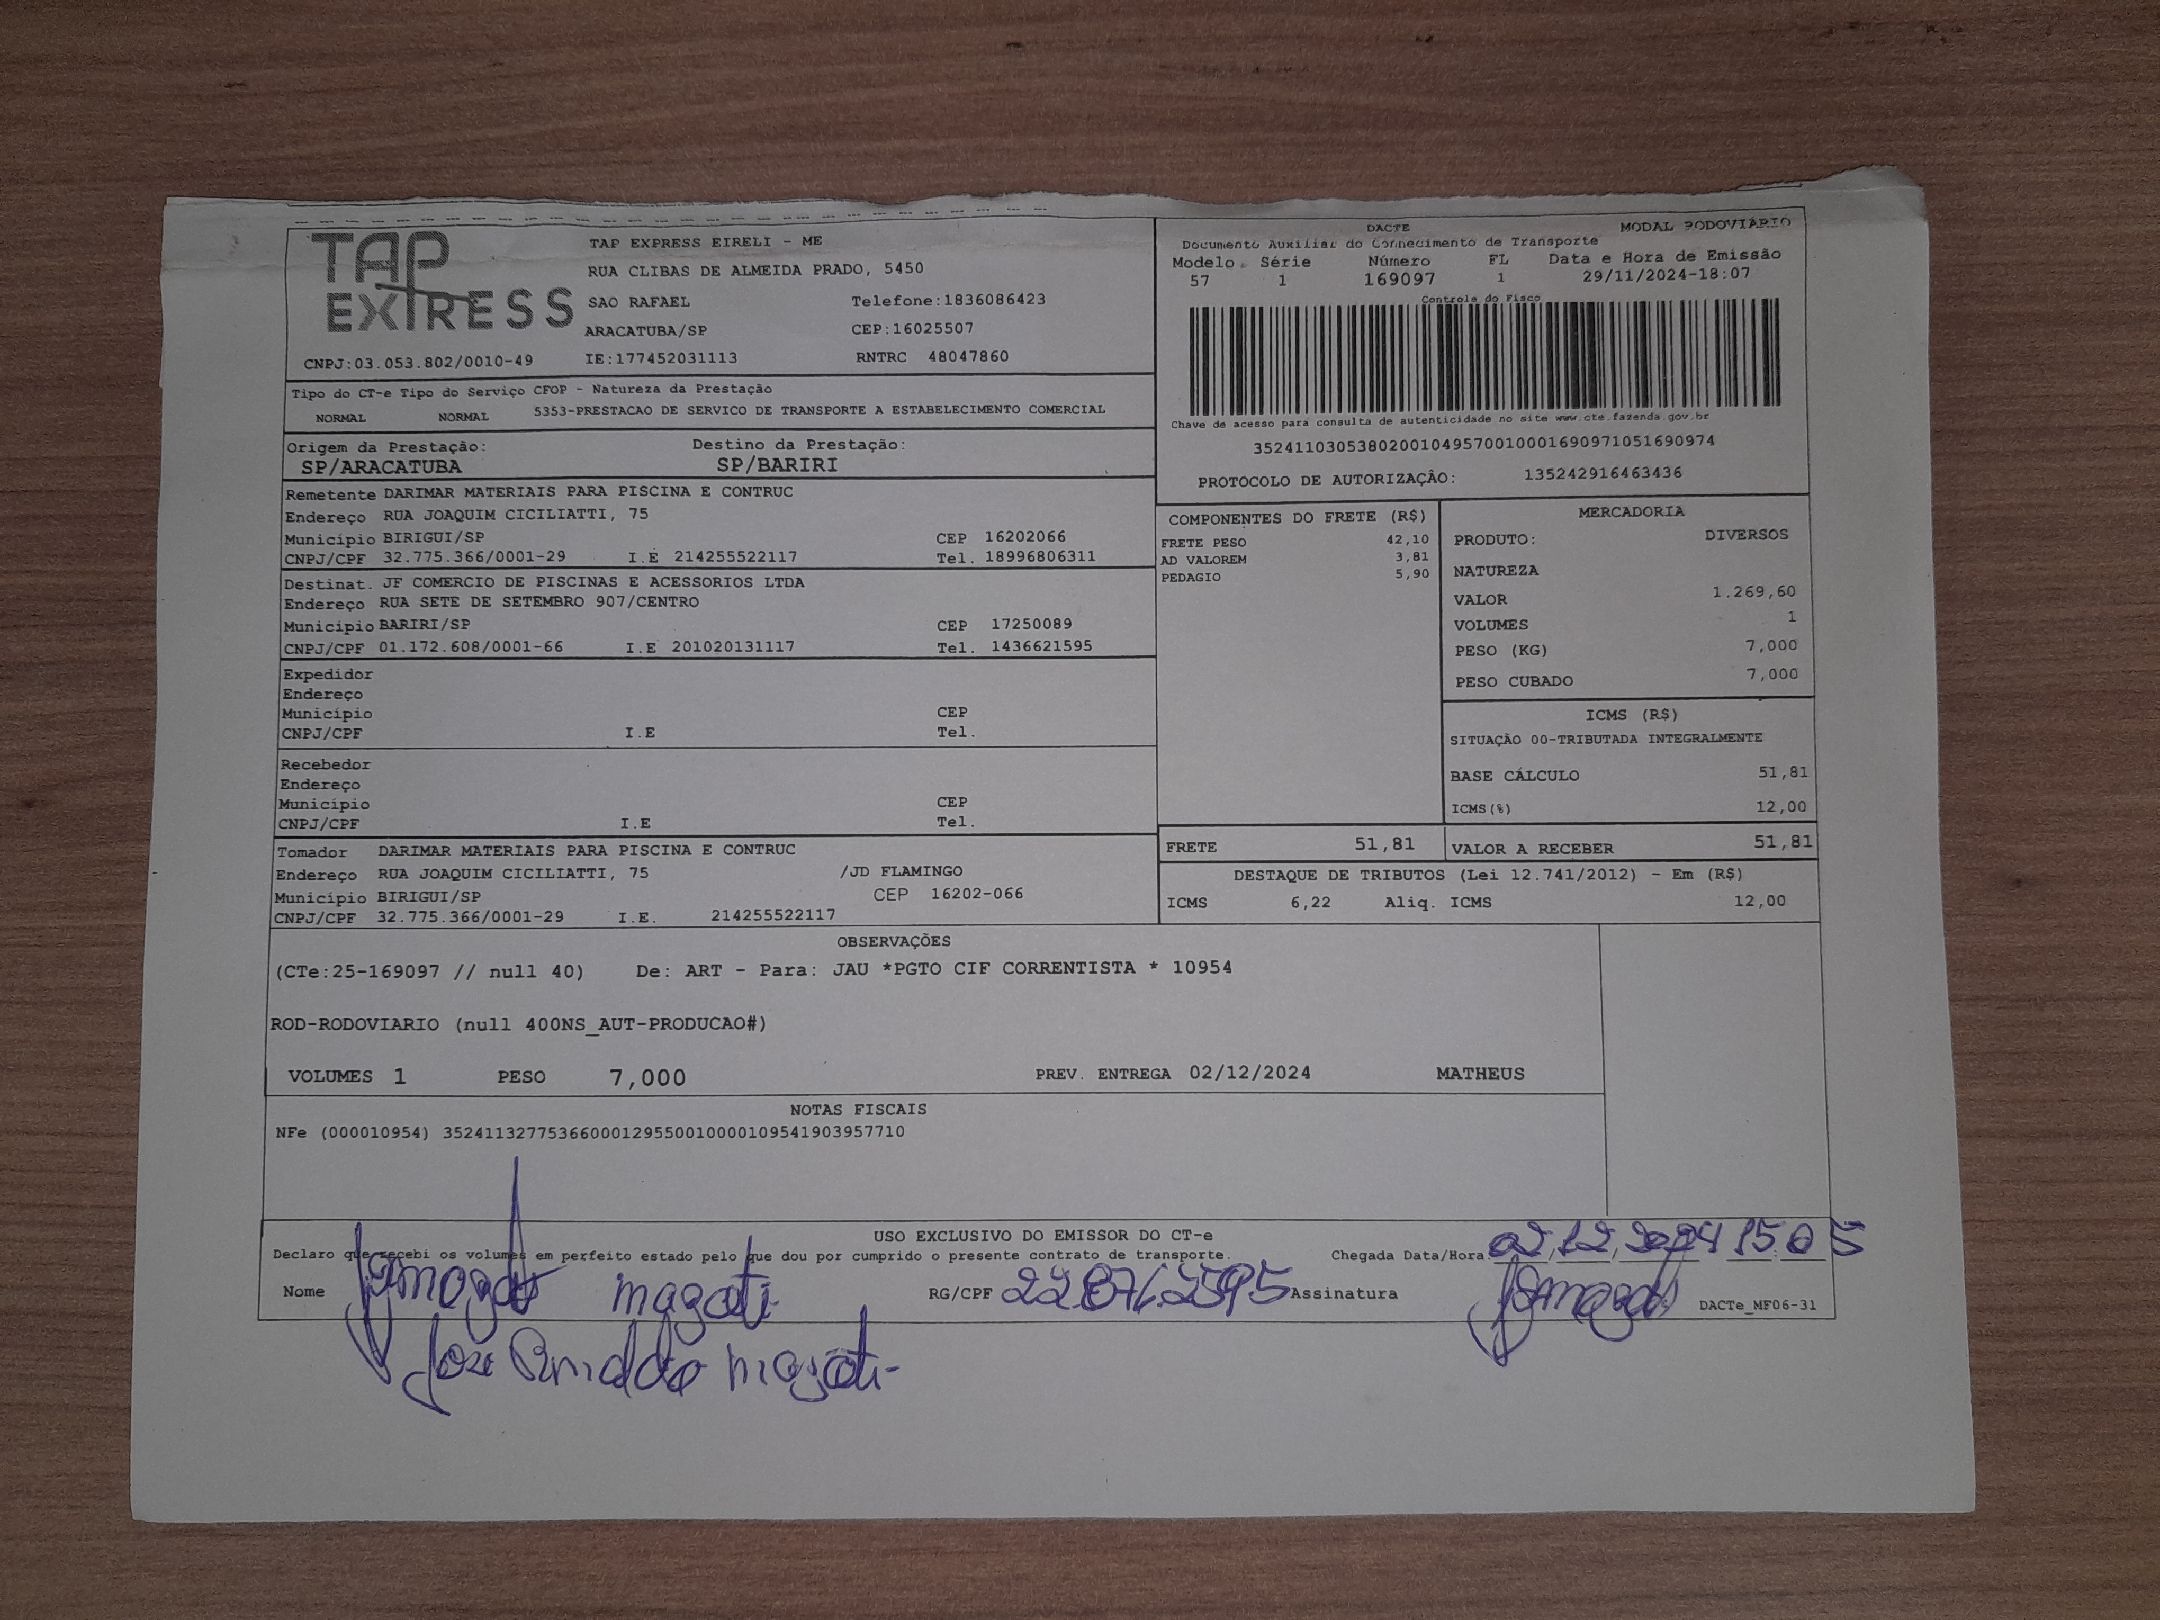 TAP EXPRESS
TAP EXPRESS EIRELI - ME
RUA CLIBAS DE ALMEIDA PRADO, 5450
SAO RAFAEL Telefone:1836086423
ARACATUBA/SP CEP:16025507
CNPJ:03.053.802/0010-49 IE:177452031113 RNTRC 48047860
DACTE MODAL RODOVIÁRIO
Documento Auxiliar do Conhecimento de Transporte
Modelo Série Número FL Data e Hora de Emissão
57 1 169097 1 29/11/2024-18:07
Controle do Fisco
Chave de acesso para consulta de autenticidade no site www.cte.fazenda.gov.br
35241103053802001049570010001690971051690974
PROTOCOLO DE AUTORIZAÇÃO: 135242916463436
Tipo do CT-e Tipo do Serviço CFOP - Natureza da Prestação
NORMAL NORMAL 5353-PRESTACAO DE SERVICO DE TRANSPORTE A ESTABELECIMENTO COMERCIAL
Origem da Prestação: Destino da Prestação:
SP/ARACATUBA SP/BARIRI
Remetente DARIMAR MATERIAIS PARA PISCINA E CONTRUC
Endereço RUA JOAQUIM CICILIATTI, 75
Município BIRIGUI/SP CEP 16202066
CNPJ/CPF 32.775.366/0001-29 I.E 214255522117 Tel. 18996806311
Destinat. JF COMERCIO DE PISCINAS E ACESSORIOS LTDA
Endereço RUA SETE DE SETEMBRO 907/CENTRO
Município BARIRI/SP CEP 17250089
CNPJ/CPF 01.172.608/0001-66 I.E 201020131117 Tel. 1436621595
Expedidor
Endereço
Município CEP
CNPJ/CPF I.E Tel.
Recebedor
Endereço
Município CEP
CNPJ/CPF I.E Tel.
Tomador DARIMAR MATERIAIS PARA PISCINA E CONTRUC
Endereço RUA JOAQUIM CICILIATTI, 75 /JD FLAMINGO
Município BIRIGUI/SP CEP 16202-066
CNPJ/CPF 32.775.366/0001-29 I.E. 214255522117
COMPONENTES DO FRETE (R$)
FRETE PESO 42,10
AD VALOREM 3,81
PEDAGIO 5,90
MERCADORIA
PRODUTO: DIVERSOS
NATUREZA
VALOR 1.269,60
VOLUMES 1
PESO (KG) 7,000
PESO CUBADO 7,000
ICMS (R$)
SITUAÇÃO 00-TRIBUTADA INTEGRALMENTE
BASE CÁLCULO 51,81
ICMS(%) 12,00
FRETE 51,81 VALOR A RECEBER 51,81
DESTAQUE DE TRIBUTOS (Lei 12.741/2012) - Em (R$)
ICMS 6,22 Aliq. ICMS 12,00
OBSERVAÇÕES
(CTe:25-169097 // null 40) De: ART - Para: JAU *PGTO CIF CORRENTISTA * 10954
ROD-RODOVIARIO (null 400NS_AUT-PRODUCAO#)
VOLUMES 1 PESO 7,000 PREV. ENTREGA 02/12/2024 MATHEUS
NOTAS FISCAIS
NFe (000010954) 35241132775366000129550010000109541903957710
USO EXCLUSIVO DO EMISSOR DO CT-e
Declaro que recebi os volumes em perfeito estado pelo que dou por cumprido o presente contrato de transporte. Chegada Data/Hora 02,12,2024 15:05
Nome magoti RG/CPF Assinatura DACTe_MF06-31
José magoti